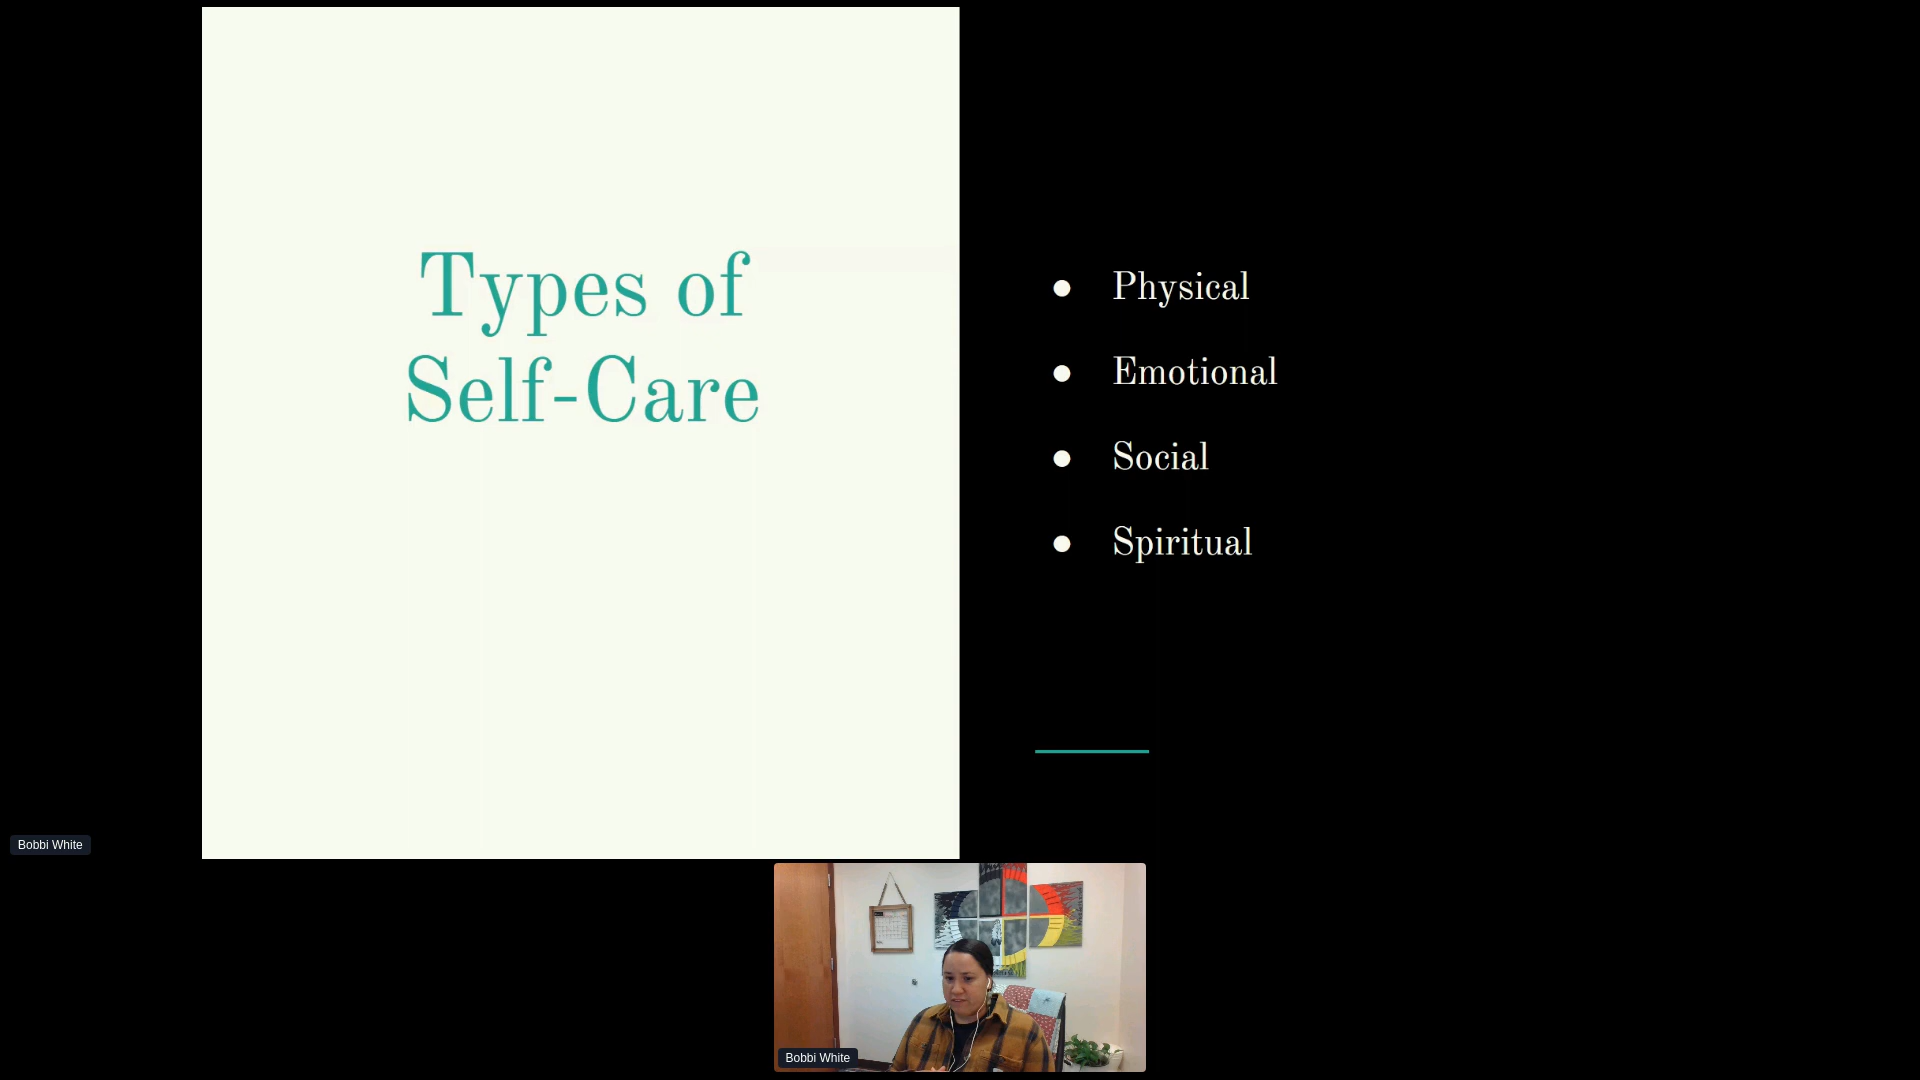 Types of
Self-Care
● Physical
● Emotional
● Social
● Spiritual
Bobbi White
Bobbi White